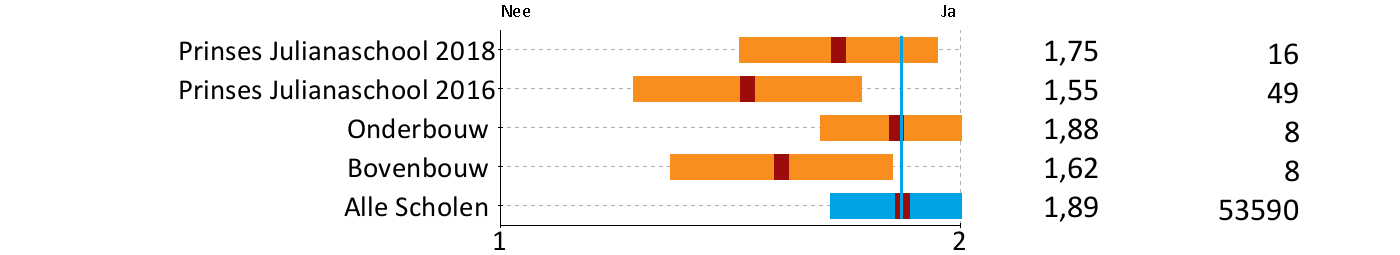 Nee Ja
Prinses Julianaschool 2018 1,75 16
Prinses Julianaschool 2016 1,55 49
Onderbouw 1,88 8
Bovenbouw 1,62 8
Alle Scholen 1,89 53590
1 2